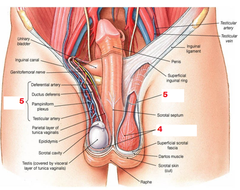 Testicular
artery
Testicular
vein
urinary
bladder
Inguinal
ligament
Inguinal canal
Penis
Genitofemoral nerve
Superficial
inguinal ring
Deferential artery
Ductus deferens
5
Pampiniform
plexus
5
Testicular artery
Scrotal septum
Parietal layer of
tunica vaginalis
4
Epididymis
Superficial scrotal
fascia
Scrotal cavity
Dartos muscle
Testis (covered by visceral
layer of tunica vaginalis)
Scrotal skin
(cut)
Raphe